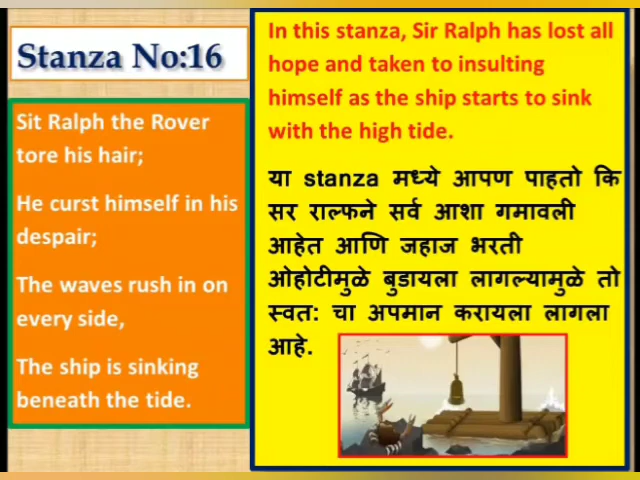 Stanza No:16
Sit Ralph the Rover
tore his hair;
He curst himself in his
despair;
The waves rush in on
every side,
The ship is sinking
beneath the tide.
In this stanza, Sir Ralph has lost all
hope and taken to insulting
himself as the ship starts to sink
with the high tide.
या stanza मध्ये आपण पाहतो कि
सर राल्फने सर्व आशा गमावली
आहेत आणि जहाज भरती
ओहोटीमुळे बुडायला लागल्यामुळे तो
स्वत: चा अपमान करायला लागला
आहे.